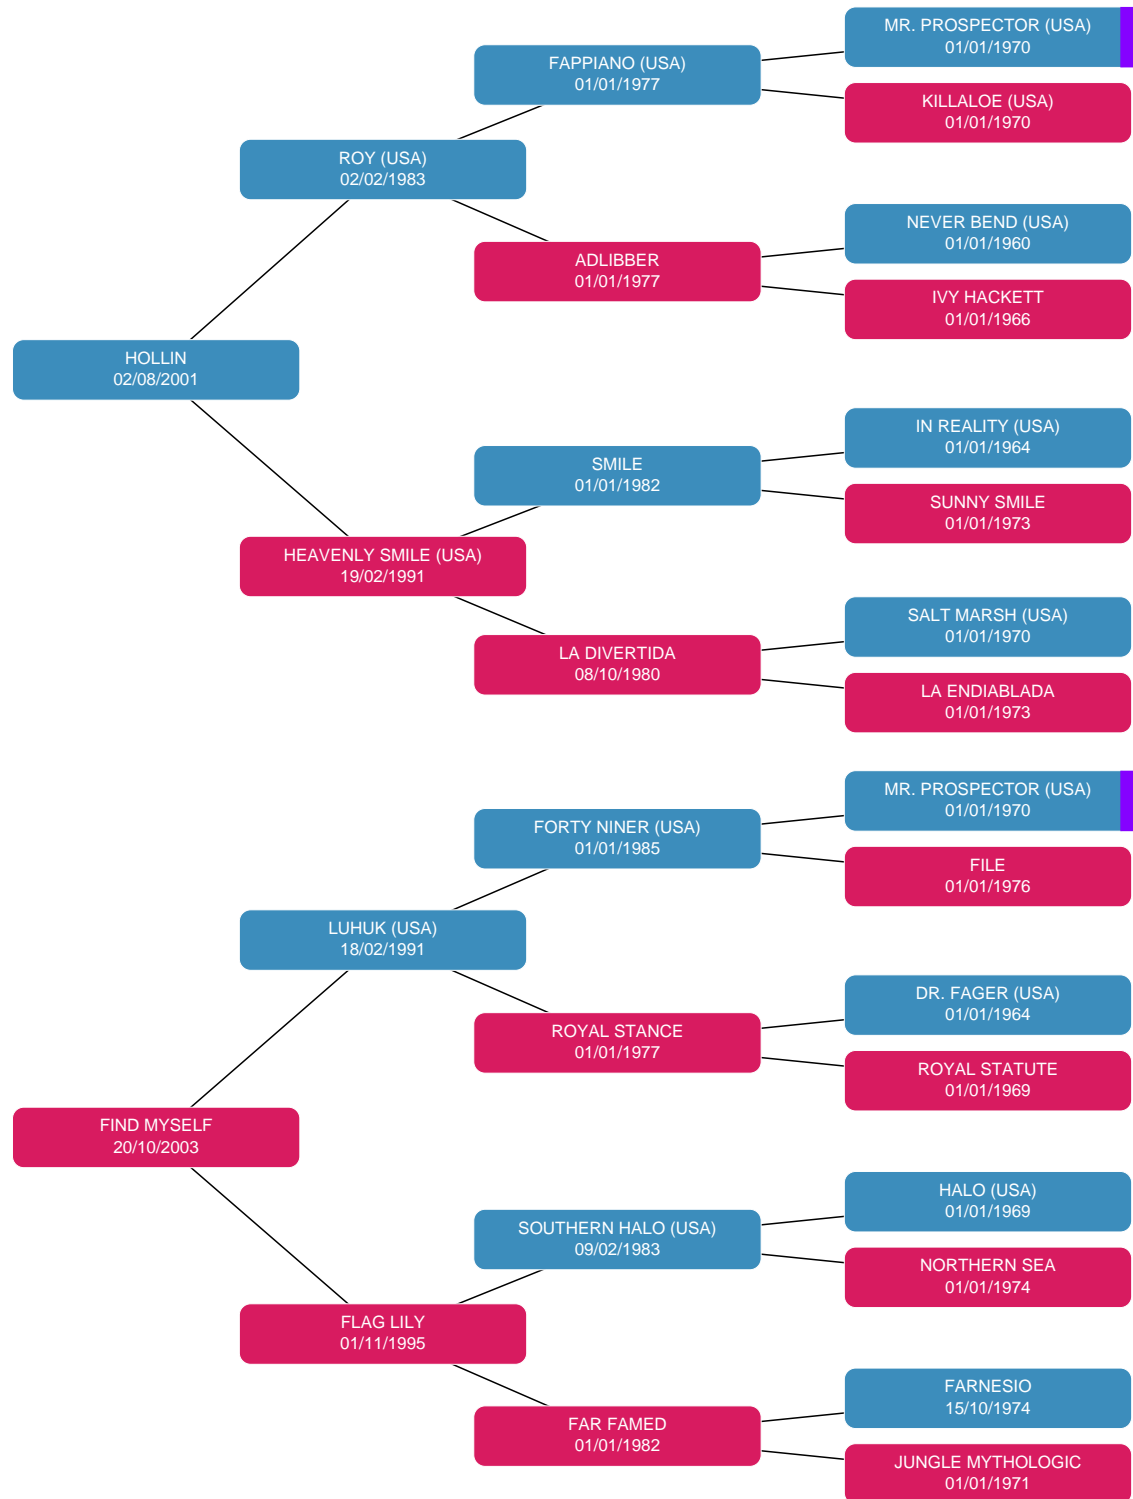 MR. PROSPECTOR (USA)
01/01/1970
FAPPIANO (USA)
01/01/1977
KILLALOE (USA)
01/01/1970
ROY (USA)
02/02/1983
NEVER BEND (USA)
01/01/1960
ADLIBBER
01/01/1977
IVY HACKETT
01/01/1966
HOLLIN
02/08/2001
IN REALITY (USA)
01/01/1964
SMILE
01/01/1982
SUNNY SMILE
01/01/1973
HEAVENLY SMILE (USA)
19/02/1991
SALT MARSH (USA)
01/01/1970
LA DIVERTIDA
08/10/1980
LA ENDIABLADA
01/01/1973
MR. PROSPECTOR (USA)
01/01/1970
FORTY NINER (USA)
01/01/1985
FILE
01/01/1976
LUHUK (USA)
18/02/1991
DR. FAGER (USA)
01/01/1964
ROYAL STANCE
01/01/1977
ROYAL STATUTE
01/01/1969
FIND MYSELF
20/10/2003
HALO (USA)
01/01/1969
SOUTHERN HALO (USA)
09/02/1983
NORTHERN SEA
01/01/1974
FLAG LILY
01/11/1995
FARNESIO
15/10/1974
FAR FAMED
01/01/1982
JUNGLE MYTHOLOGIC
01/01/1971